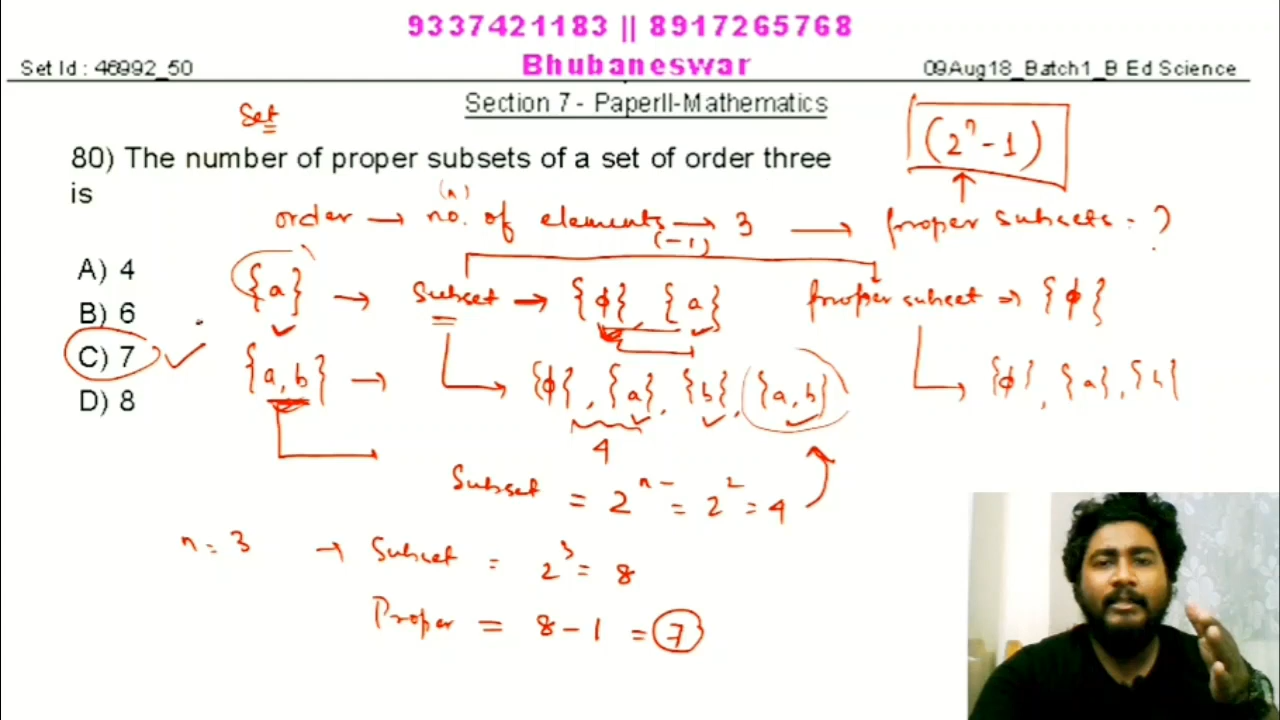 9337421183 || 8917265768
Bhubaneswar
Set Id : 46992_50
09Aug18_Batch1_B Ed Science
Section 7 - PaperII-Mathematics
Set
(2ⁿ - 1)
80) The number of proper subsets of a set of order three
is
(n)
order → no. of elements → 3 → proper subsets = ?
(-1)
A) 4
{a} → Subset → {ϕ} {a} proper subset ⇒ {ϕ}
B) 6
C) 7
{a, b} → {ϕ}, {a}, {b}, {a, b} {ϕ}, {a}, {b}
D) 8
4
Subset = 2ⁿ = 2² = 4
n = 3 → Subset = 2³ = 8
Proper = 8 - 1 = 7